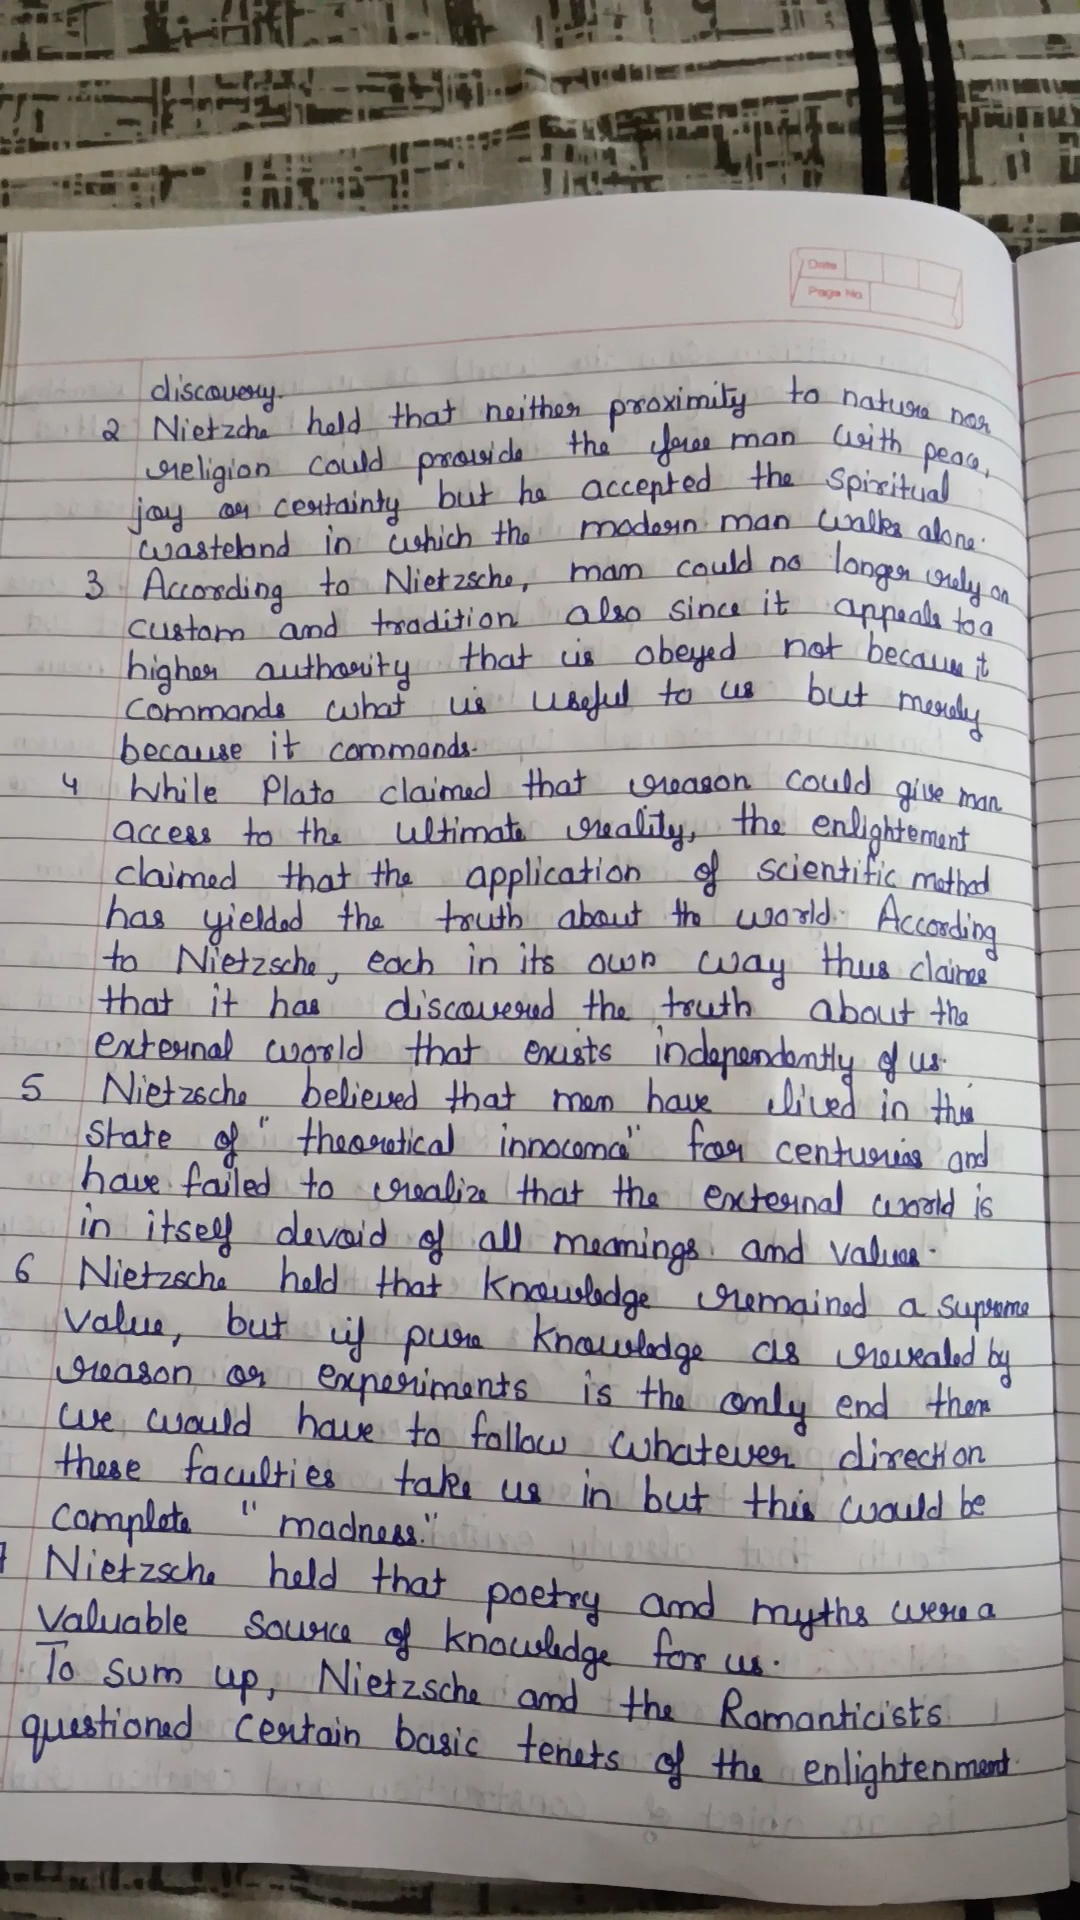 Date
Page No
discovery.
2 Nietzche held that neither proximity to nature nor
religion could provide the free man with peace,
joy or certainty but he accepted the spiritual
wasteland in which the modern man walks alone.
3 According to Nietzsche, man could no longer rely on
custom and tradition also since it appeals to a
higher authority that is obeyed not because it
commands what is useful to us but merely
because it commands.
4 While Plato claimed that reason could give man
access to the ultimate reality, the enlightement
claimed that the application of scientific method
has yielded the truth about the world. According
to Nietzsche, each in its own way thus claims
that it has discovered the truth about the
external world that exists independently of us.
5 Nietzsche believed that men have lived in this
state of "theoretical innocence" for centuries and
have failed to realize that the external world is
in itself devoid of all meanings and values.
6 Nietzsche held that knowledge remained a supreme
value, but if pure knowledge as revealed by
reason or experiments is the only end then
we would have to follow whatever direction
these faculties take us in but this would be
complete "madness."
7 Nietzsche held that poetry and myths were a
valuable source of knowledge for us.
To sum up, Nietzsche and the Romanticists
questioned certain basic tenets of the enlightenment.